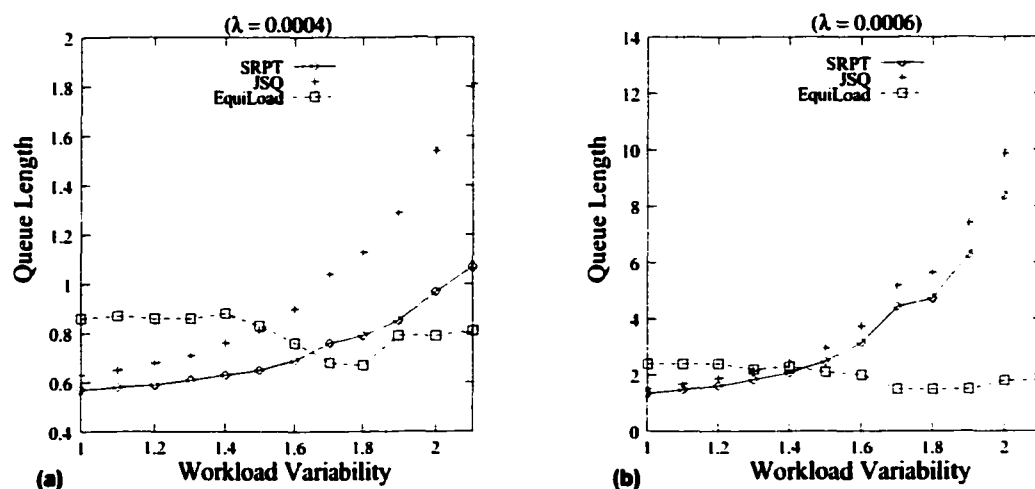 (λ = 0.0004)
2
1.8
1.6
1.4
1.2
1
0.8
0.6
0.4
Queue Length
SRPT
JSQ
EquiLoad
1 1.2 1.4 1.6 1.8 2
(a) Workload Variability
(λ = 0.0006)
14
12
10
8
6
4
2
0
Queue Length
SRPT
JSQ
EquiLoad
1 1.2 1.4 1.6 1.8 2
(b) Workload Variability